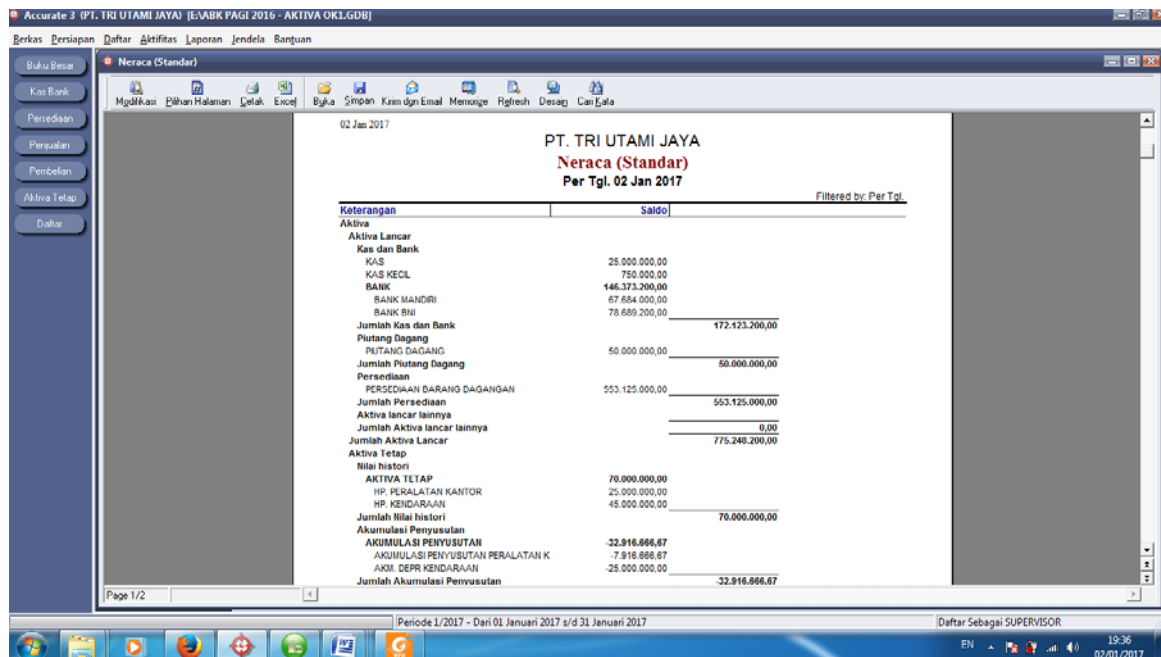 Accurate 3 (PT. TRI UTAMI JAYA) [E:\ABK PAGI 2016 - AKTIVA OK1.GDB]
Berkas Persiapan Daftar Aktifitas Laporan Jendela Bantuan
Buku Besar
Kas Bank
Persediaan
Penjualan
Pembelian
Aktiva Tetap
Daftar
Neraca (Standar)
Modifikasi Pilihan Halaman Cetak Excel Buka Simpan Kirim dgn Email Memorize Refresh Desain Cari Kata
02 Jan 2017
PT. TRI UTAMI JAYA
Neraca (Standar)
Per Tgl. 02 Jan 2017
Filtered by: Per Tgl.
Keterangan Saldo
Aktiva
Aktiva Lancar
Kas dan Bank
KAS 25.000.000,00
KAS KECIL 750.000,00
BANK 146.373.200,00
BANK MANDIRI 67.684.000,00
BANK BNI 78.689.200,00
Jumlah Kas dan Bank 172.123.200,00
Piutang Dagang
PIUTANG DAGANG 50.000.000,00
Jumlah Piutang Dagang 50.000.000,00
Persediaan
PERSEDIAAN BARANG DAGANGAN 553.125.000,00
Jumlah Persediaan 553.125.000,00
Aktiva lancar lainnya
Jumlah Aktiva lancar lainnya 0,00
Jumlah Aktiva Lancar 775.248.200,00
Aktiva Tetap
Nilai histori
AKTIVA TETAP 70.000.000,00
HP. PERALATAN KANTOR 25.000.000,00
HP. KENDARAAN 45.000.000,00
Jumlah Nilai histori 70.000.000,00
Akumulasi Penyusutan
AKUMULASI PENYUSUTAN -32.916.666,67
AKUMULASI PENYUSUTAN PERALATAN K -7.916.666,67
AKM. DEPR KENDARAAN -25.000.000,00
Jumlah Akumulasi Penyusutan -32.916.666,67
Page 1/2
Periode 1/2017 - Dari 01 Januari 2017 s/d 31 Januari 2017
Daftar Sebagai SUPERVISOR
EN
19:36
02/01/2017